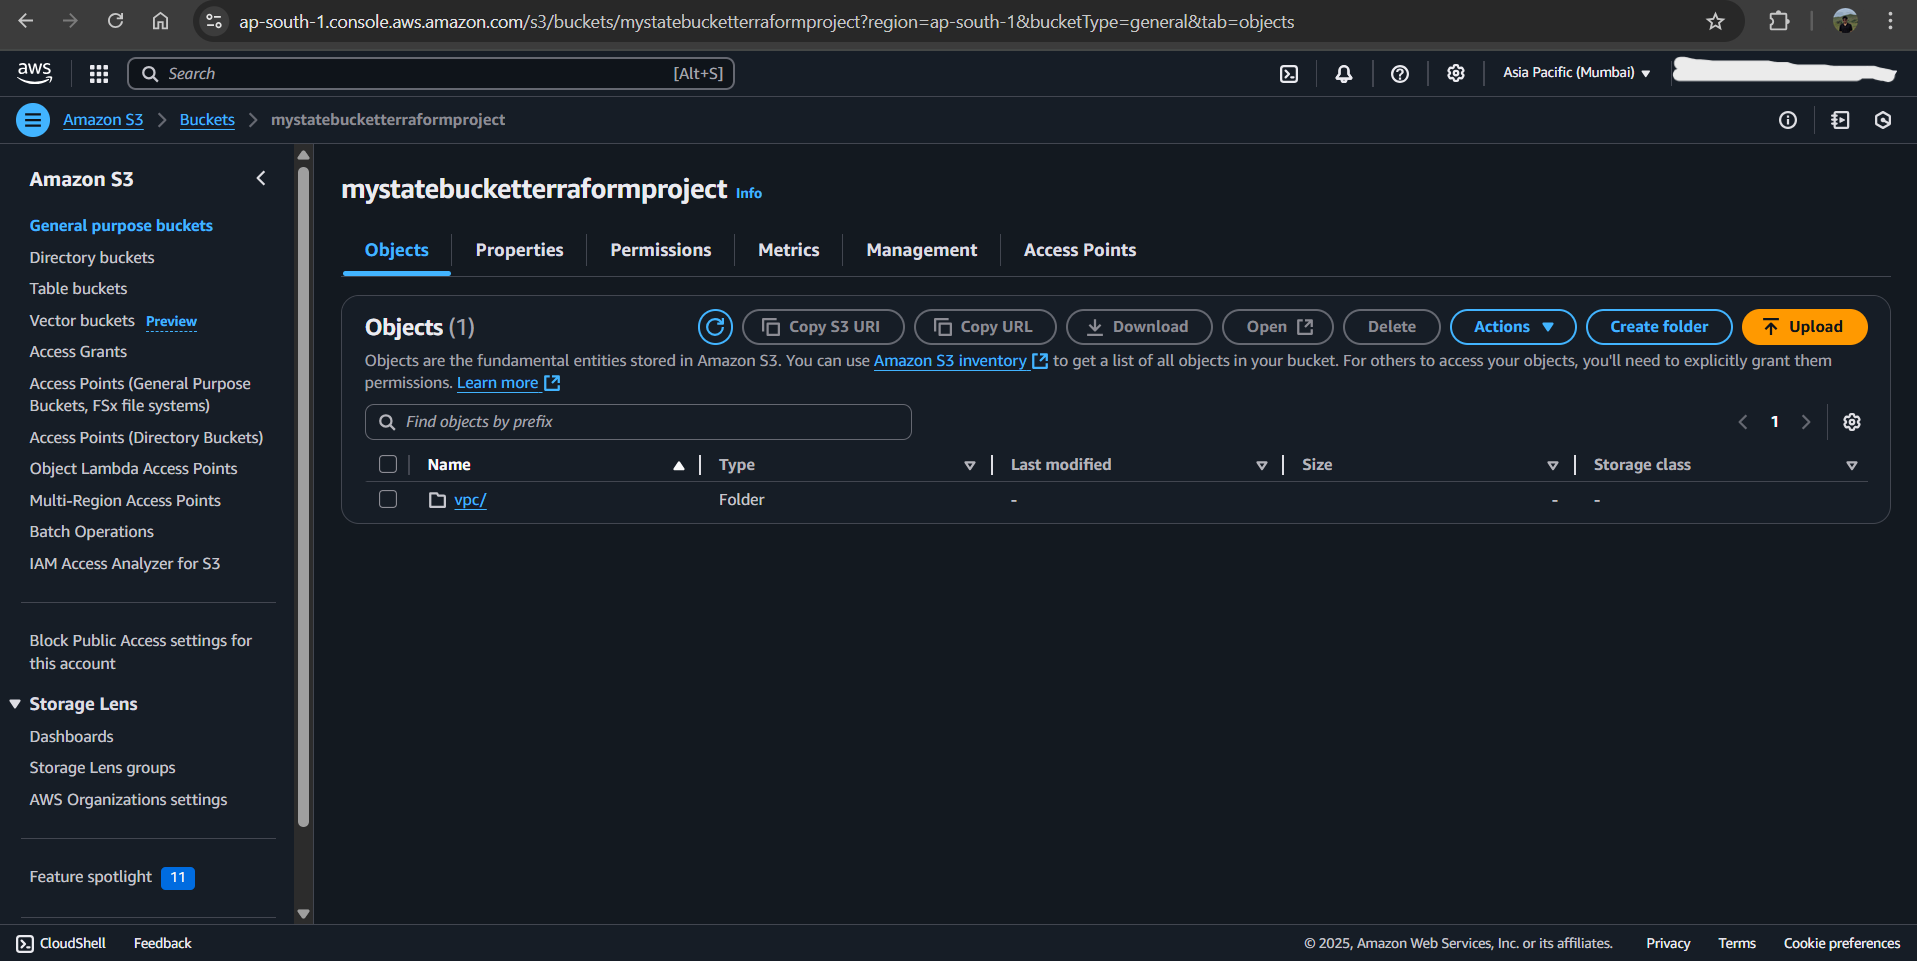 ap-south-1.console.aws.amazon.com/s3/buckets/mystatebucketterraformproject?region=ap-south-1&bucketType=general&tab=objects
aws
Search
[Alt+S]
Asia Pacific (Mumbai)
Amazon S3
Buckets
mystatebucketterraformproject
Amazon S3
General purpose buckets
Directory buckets
Table buckets
Vector buckets Preview
Access Grants
Access Points (General Purpose
Buckets, FSx file systems)
Access Points (Directory Buckets)
Object Lambda Access Points
Multi-Region Access Points
Batch Operations
IAM Access Analyzer for S3
Block Public Access settings for
this account
Storage Lens
Dashboards
Storage Lens groups
AWS Organizations settings
Feature spotlight 11
mystatebucketterraformproject Info
Objects
Properties
Permissions
Metrics
Management
Access Points
Objects (1)
Copy S3 URI
Copy URL
Download
Open
Delete
Actions
Create folder
Upload
Objects are the fundamental entities stored in Amazon S3. You can use Amazon S3 inventory to get a list of all objects in your bucket. For others to access your objects, you'll need to explicitly grant them
permissions. Learn more
Find objects by prefix
1
Name
Type
Last modified
Size
Storage class
vpc/
Folder
-
-
-
CloudShell
Feedback
© 2025, Amazon Web Services, Inc. or its affiliates.
Privacy
Terms
Cookie preferences